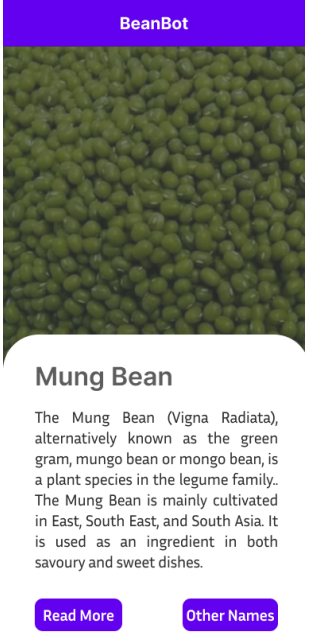 BeanBot
Mung Bean
The Mung Bean (Vigna Radiata),
alternatively known as the green
gram, mungo bean or mongo bean, is
a plant species in the legume family..
The Mung Bean is mainly cultivated
in East, South East, and South Asia. It
is used as an ingredient in both
savoury and sweet dishes.
Read More
Other Names